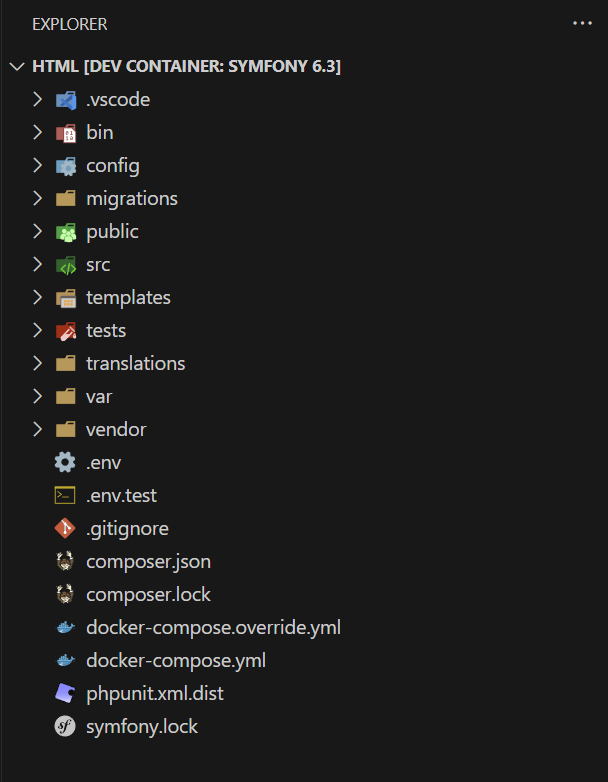 EXPLORER
HTML [DEV CONTAINER: SYMFONY 6.3]
.vscode
bin
config
migrations
public
src
templates
tests
translations
var
vendor
.env
.env.test
.gitignore
composer.json
composer.lock
docker-compose.override.yml
docker-compose.yml
phpunit.xml.dist
symfony.lock